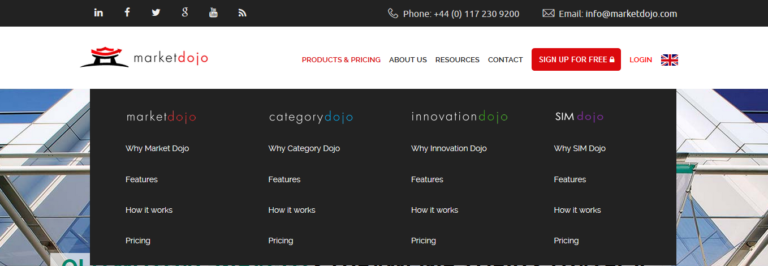 Phone: +44 (0) 117 230 9200 Email: info@marketdojo.com
marketdojo PRODUCTS & PRICING ABOUT US RESOURCES CONTACT SIGN UP FOR FREE LOGIN
marketdojo categorydojo innovationdojo SIM dojo
Why Market Dojo Why Category Dojo Why Innovation Dojo Why SIM Dojo
Features Features Features Features
How it works How it works How it works How it works
Pricing Pricing Pricing Pricing